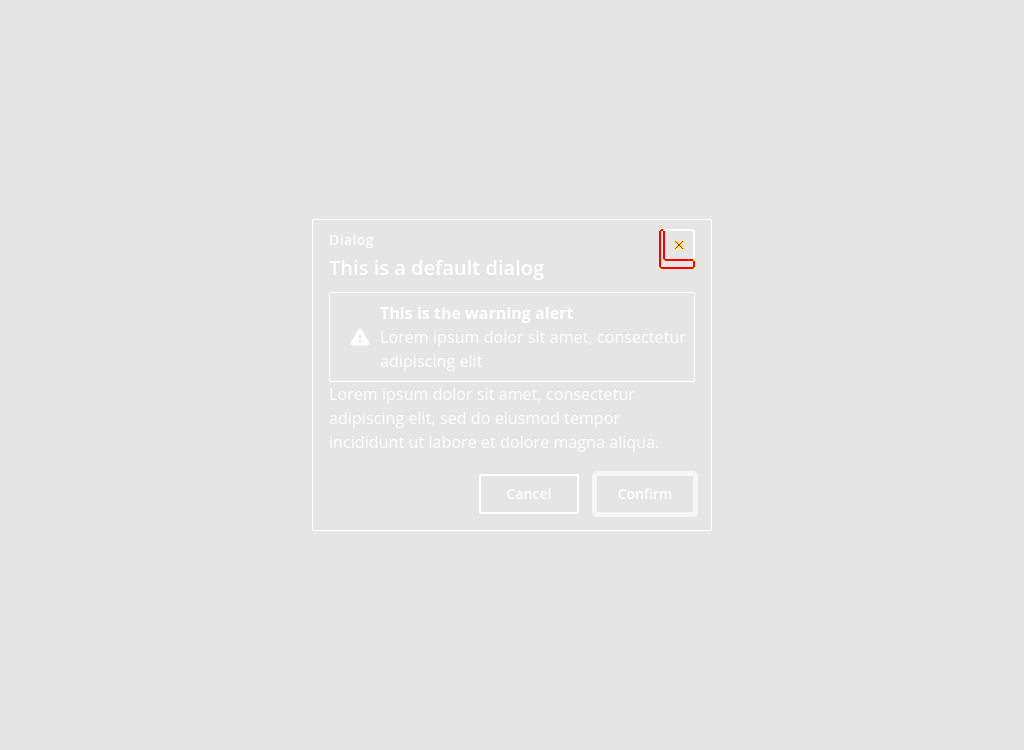 Dialog
This is a default dialog
This is the warning alert
Lorem ipsum dolor sit amet, consectetur
adipiscing elit
Lorem ipsum dolor sit amet, consectetur
adipiscing elit, sed do eiusmod tempor
incididunt ut labore et dolore magna aliqua.
Cancel
Confirm